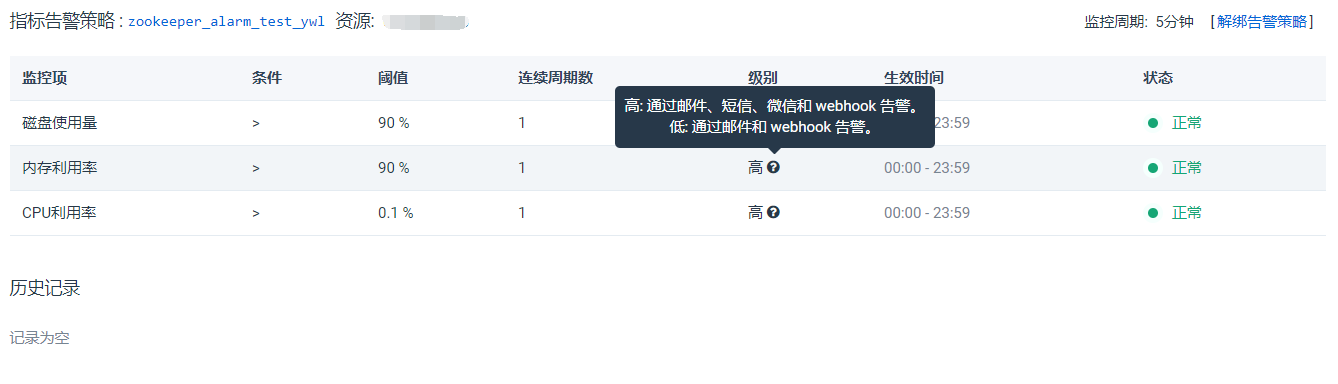 指标告警策略 : zookeeper_alarm_test_ywl 资源: 监控周期: 5分钟 [解绑告警策略]
监控项 条件 阈值 连续周期数 级别 生效时间 状态
高: 通过邮件、短信、微信和 webhook 告警。
低: 通过邮件和 webhook 告警。
磁盘使用量 > 90 % 1 - 23:59 正常
内存利用率 > 90 % 1 高 ? 00:00 - 23:59 正常
CPU利用率 > 0.1 % 1 高 ? 00:00 - 23:59 正常
历史记录
记录为空